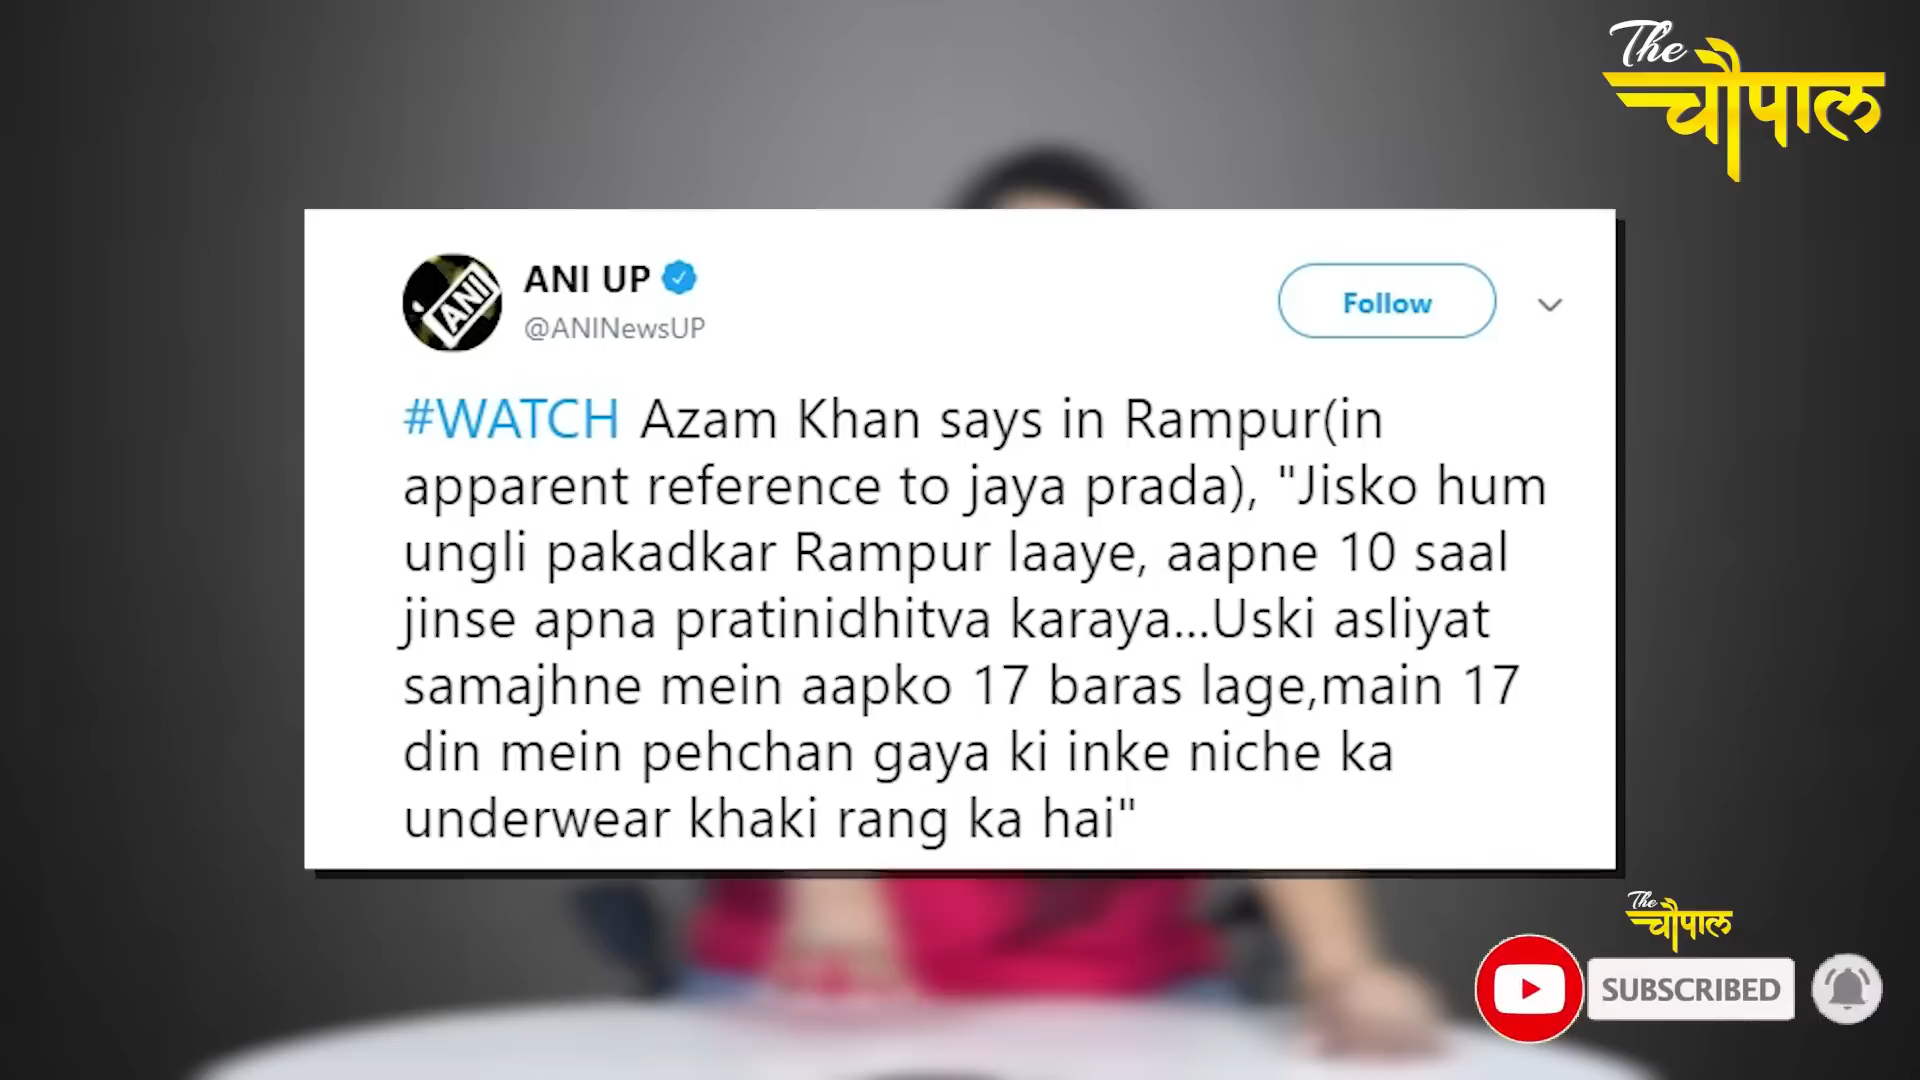 The
चौपाल
ANI
ANI UP
@ANINewsUP
Follow
#WATCH Azam Khan says in Rampur(in
apparent reference to jaya prada), "Jisko hum
ungli pakadkar Rampur laaye, aapne 10 saal
jinse apna pratinidhitva karaya...Uski asliyat
samajhne mein aapko 17 baras lage,main 17
din mein pehchan gaya ki inke niche ka
underwear khaki rang ka hai"
The
चौपाल
SUBSCRIBED